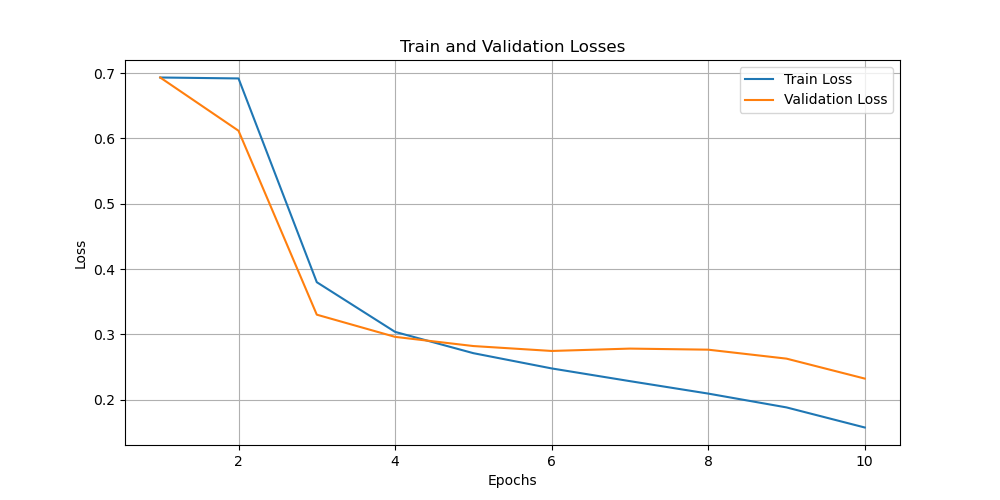 Train and Validation Losses
Train Loss
Validation Loss
0.7
0.6
0.5
0.4
0.3
0.2
Loss
2 4 6 8 10
Epochs